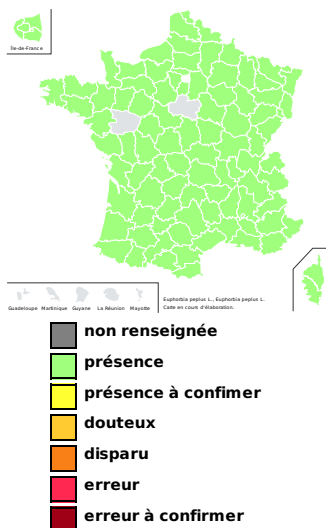 Île-de-France
Guadeloupe Martinique Guyane La Réunion Mayotte
Euphorbia peplus L., Euphorbia peplus L.
Carte en cours d'élaboration.
non renseignée
présence
présence à confimer
douteux
disparu
erreur
erreur à confirmer